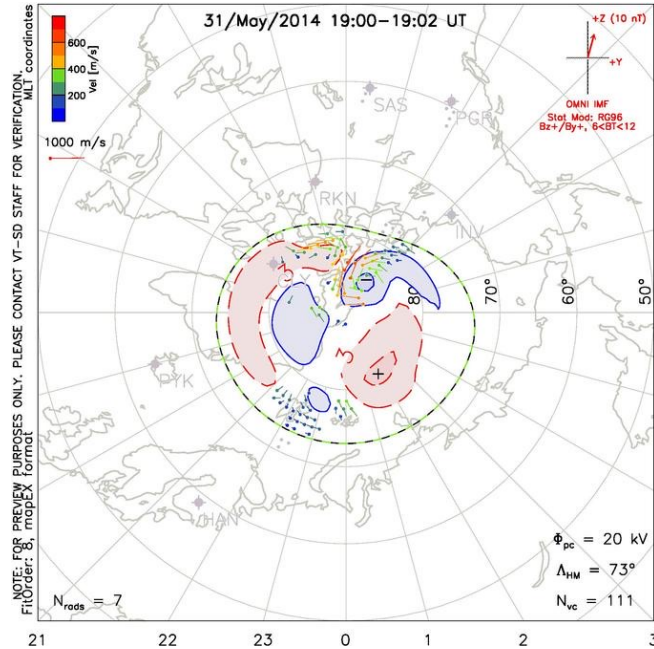 31/May/2014 19:00-19:02 UT
MLT coordinates
NOTE: FOR PREVIEW PURPOSES ONLY. PLEASE CONTACT VT-SD STAFF FOR VERIFICATION.
FitOrder: 8, mapEX format
600
400
200
Vel [m/s]
1000 m/s
+Z (10 nT)
+Y
OMNI IMF
Stat Mod: RG96
Bz+/By+, 6<BT<12
SAS
PGR
RKN
INV
PYK
HAN
3
3
80°
70°
60°
50°
Φpc = 20 kV
ΛHM = 73°
Nvc = 111
Nrads = 7
21
22
23
0
1
2
3